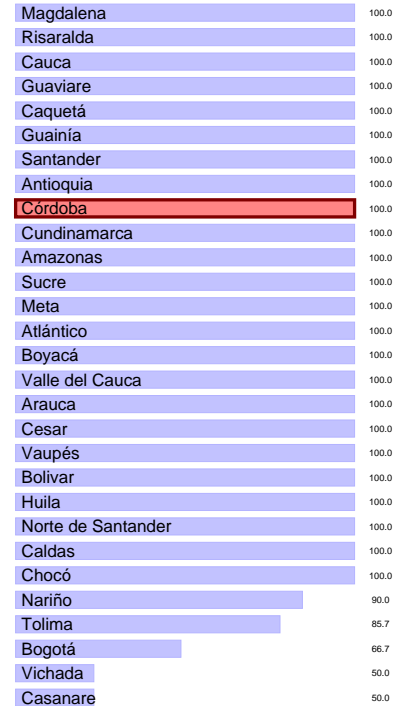 Magdalena 100.0
Risaralda 100.0
Cauca 100.0
Guaviare 100.0
Caquetá 100.0
Guainía 100.0
Santander 100.0
Antioquia 100.0
Córdoba 100.0
Cundinamarca 100.0
Amazonas 100.0
Sucre 100.0
Meta 100.0
Atlántico 100.0
Boyacá 100.0
Valle del Cauca 100.0
Arauca 100.0
Cesar 100.0
Vaupés 100.0
Bolivar 100.0
Huila 100.0
Norte de Santander 100.0
Caldas 100.0
Chocó 100.0
Nariño 90.0
Tolima 85.7
Bogotá 66.7
Vichada 50.0
Casanare 50.0